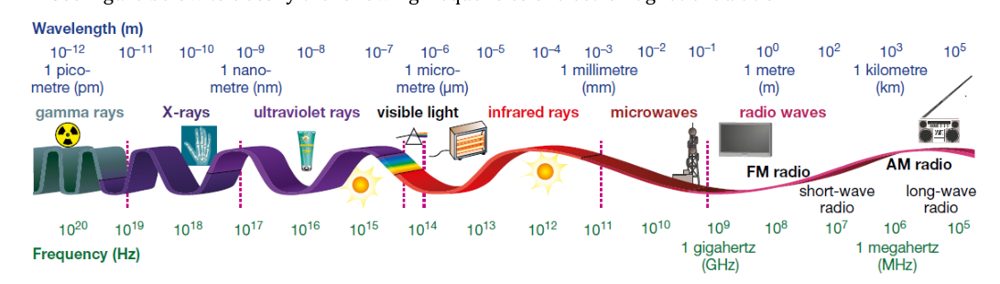 Wavelength (m)
10⁻¹² 10⁻¹¹ 10⁻¹⁰ 10⁻⁹ 10⁻⁸ 10⁻⁷ 10⁻⁶ 10⁻⁵ 10⁻⁴ 10⁻³ 10⁻² 10⁻¹ 10⁰ 10² 10³ 10⁵
1 pico- 1 nano- 1 micro- 1 millimetre 1 metre 1 kilometre
metre (pm) metre (nm) metre (µm) (mm) (m) (km)
gamma rays X-rays ultraviolet rays visible light infrared rays microwaves radio waves
FM radio AM radio
short-wave long-wave
radio radio
10²⁰ 10¹⁹ 10¹⁸ 10¹⁷ 10¹⁶ 10¹⁵ 10¹⁴ 10¹³ 10¹² 10¹¹ 10¹⁰ 10⁹ 10⁸ 10⁷ 10⁶ 10⁵
Frequency (Hz) 1 gigahertz 1 megahertz
(GHz) (MHz)